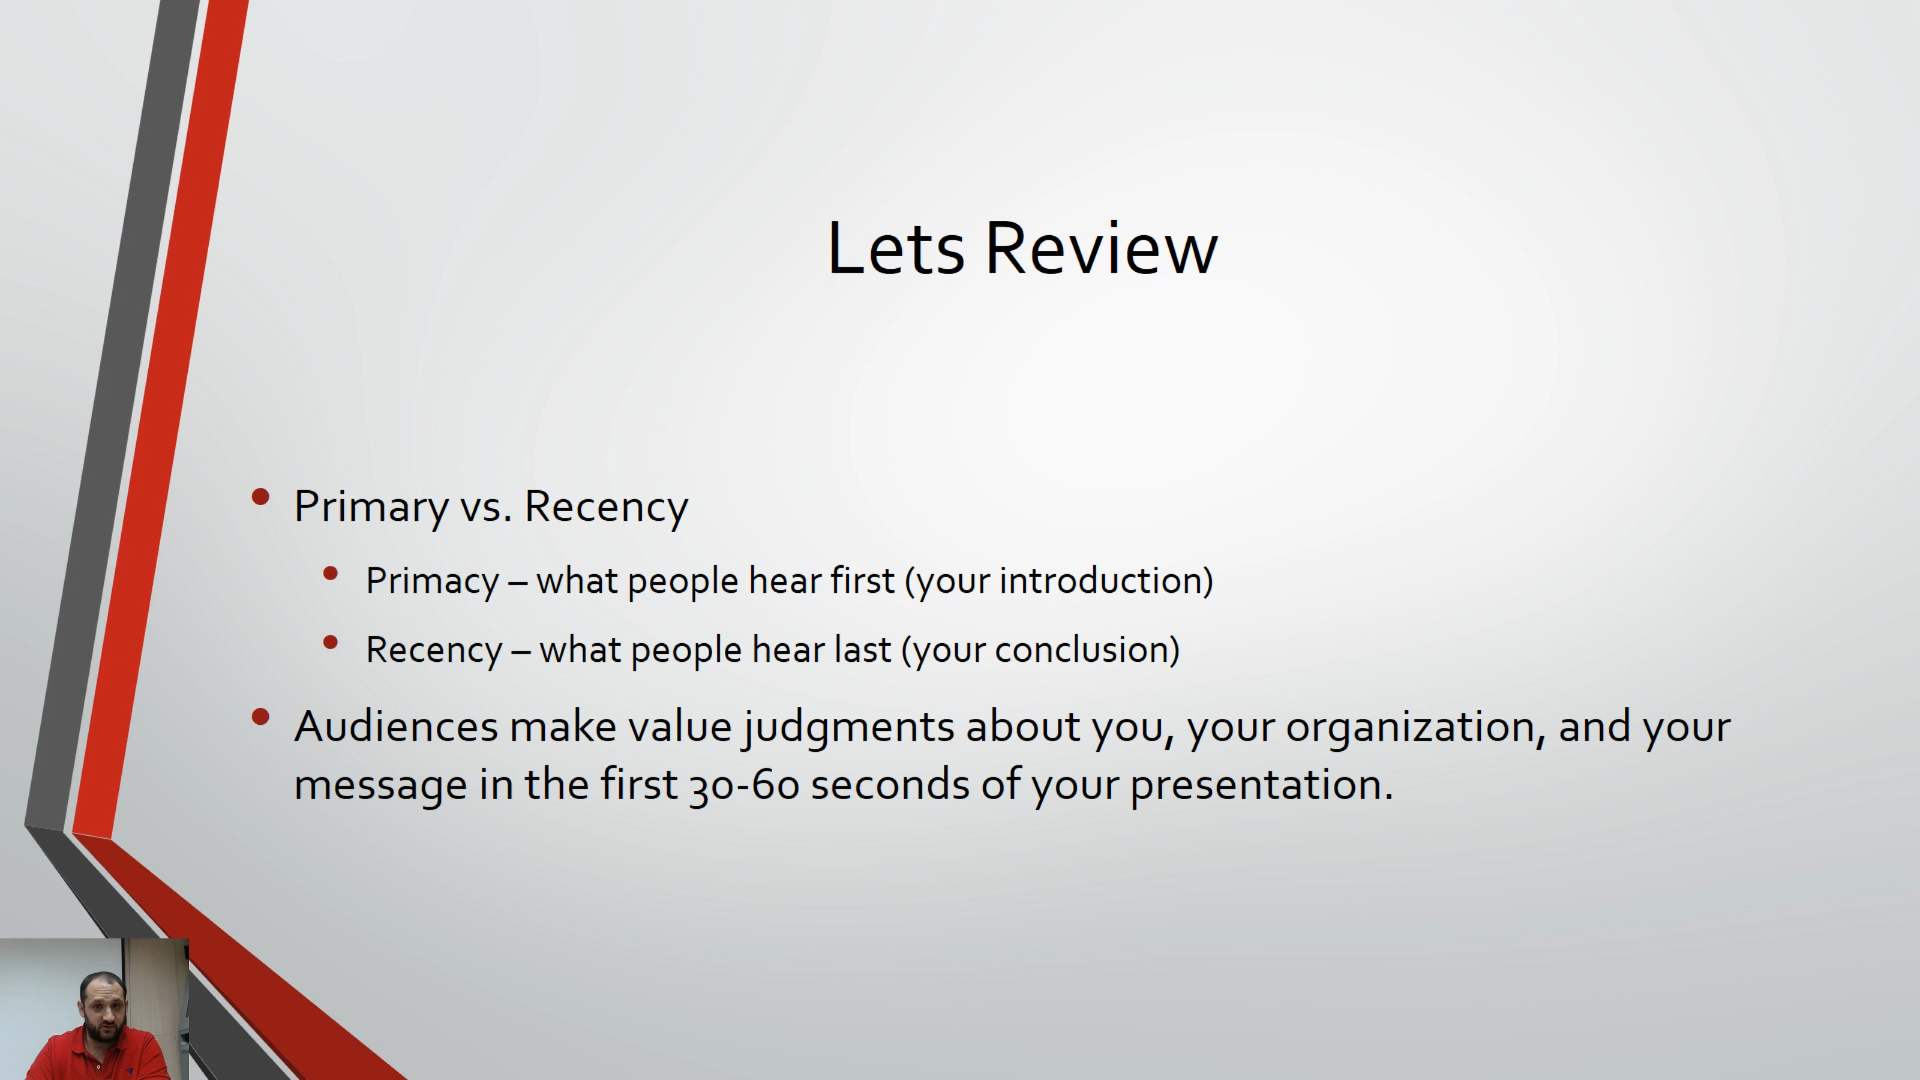 Lets Review
• Primary vs. Recency
• Primacy – what people hear first (your introduction)
• Recency – what people hear last (your conclusion)
• Audiences make value judgments about you, your organization, and your
message in the first 30-60 seconds of your presentation.